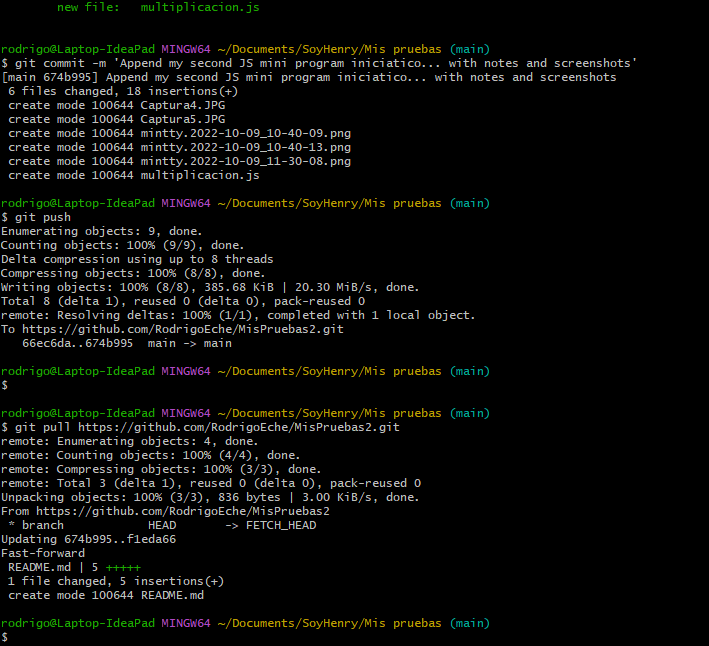 new file:   multiplicacion.js
rodrigo@Laptop-IdeaPad MINGW64 ~/Documents/SoyHenry/Mis pruebas (main)
$ git commit -m 'Append my second JS mini program iniciatico... with notes and screenshots'
[main 674b995] Append my second JS mini program iniciatico... with notes and screenshots
 6 files changed, 18 insertions(+)
 create mode 100644 Captura4.JPG
 create mode 100644 Captura5.JPG
 create mode 100644 mintty.2022-10-09_10-40-09.png
 create mode 100644 mintty.2022-10-09_10-40-13.png
 create mode 100644 mintty.2022-10-09_11-30-08.png
 create mode 100644 multiplicacion.js
rodrigo@Laptop-IdeaPad MINGW64 ~/Documents/SoyHenry/Mis pruebas (main)
$ git push
Enumerating objects: 9, done.
Counting objects: 100% (9/9), done.
Delta compression using up to 8 threads
Compressing objects: 100% (8/8), done.
Writing objects: 100% (8/8), 385.68 KiB | 20.30 MiB/s, done.
Total 8 (delta 1), reused 0 (delta 0), pack-reused 0
remote: Resolving deltas: 100% (1/1), completed with 1 local object.
To https://github.com/RodrigoEche/MisPruebas2.git
   66ec6da..674b995  main -> main
rodrigo@Laptop-IdeaPad MINGW64 ~/Documents/SoyHenry/Mis pruebas (main)
$
rodrigo@Laptop-IdeaPad MINGW64 ~/Documents/SoyHenry/Mis pruebas (main)
$ git pull https://github.com/RodrigoEche/MisPruebas2.git
remote: Enumerating objects: 4, done.
remote: Counting objects: 100% (4/4), done.
remote: Compressing objects: 100% (3/3), done.
remote: Total 3 (delta 1), reused 0 (delta 0), pack-reused 0
Unpacking objects: 100% (3/3), 836 bytes | 3.00 KiB/s, done.
From https://github.com/RodrigoEche/MisPruebas2
 * branch            HEAD       -> FETCH_HEAD
Updating 674b995..f1eda66
Fast-forward
 README.md | 5 +++++
 1 file changed, 5 insertions(+)
 create mode 100644 README.md
rodrigo@Laptop-IdeaPad MINGW64 ~/Documents/SoyHenry/Mis pruebas (main)
$